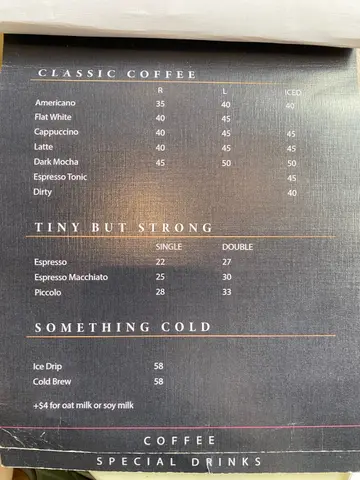 CLASSIC COFFEE
R L ICED
Americano 35 40 40
Flat White 40 45
Cappuccino 40 45 45
Latte 40 45 45
Dark Mocha 45 50 50
Espresso Tonic 45
Dirty 40
TINY BUT STRONG
SINGLE DOUBLE
Espresso 22 27
Espresso Macchiato 25 30
Piccolo 28 33
SOMETHING COLD
Ice Drip 58
Cold Brew 58
+$4 for oat milk or soy milk
COFFEE
SPECIAL DRINKS